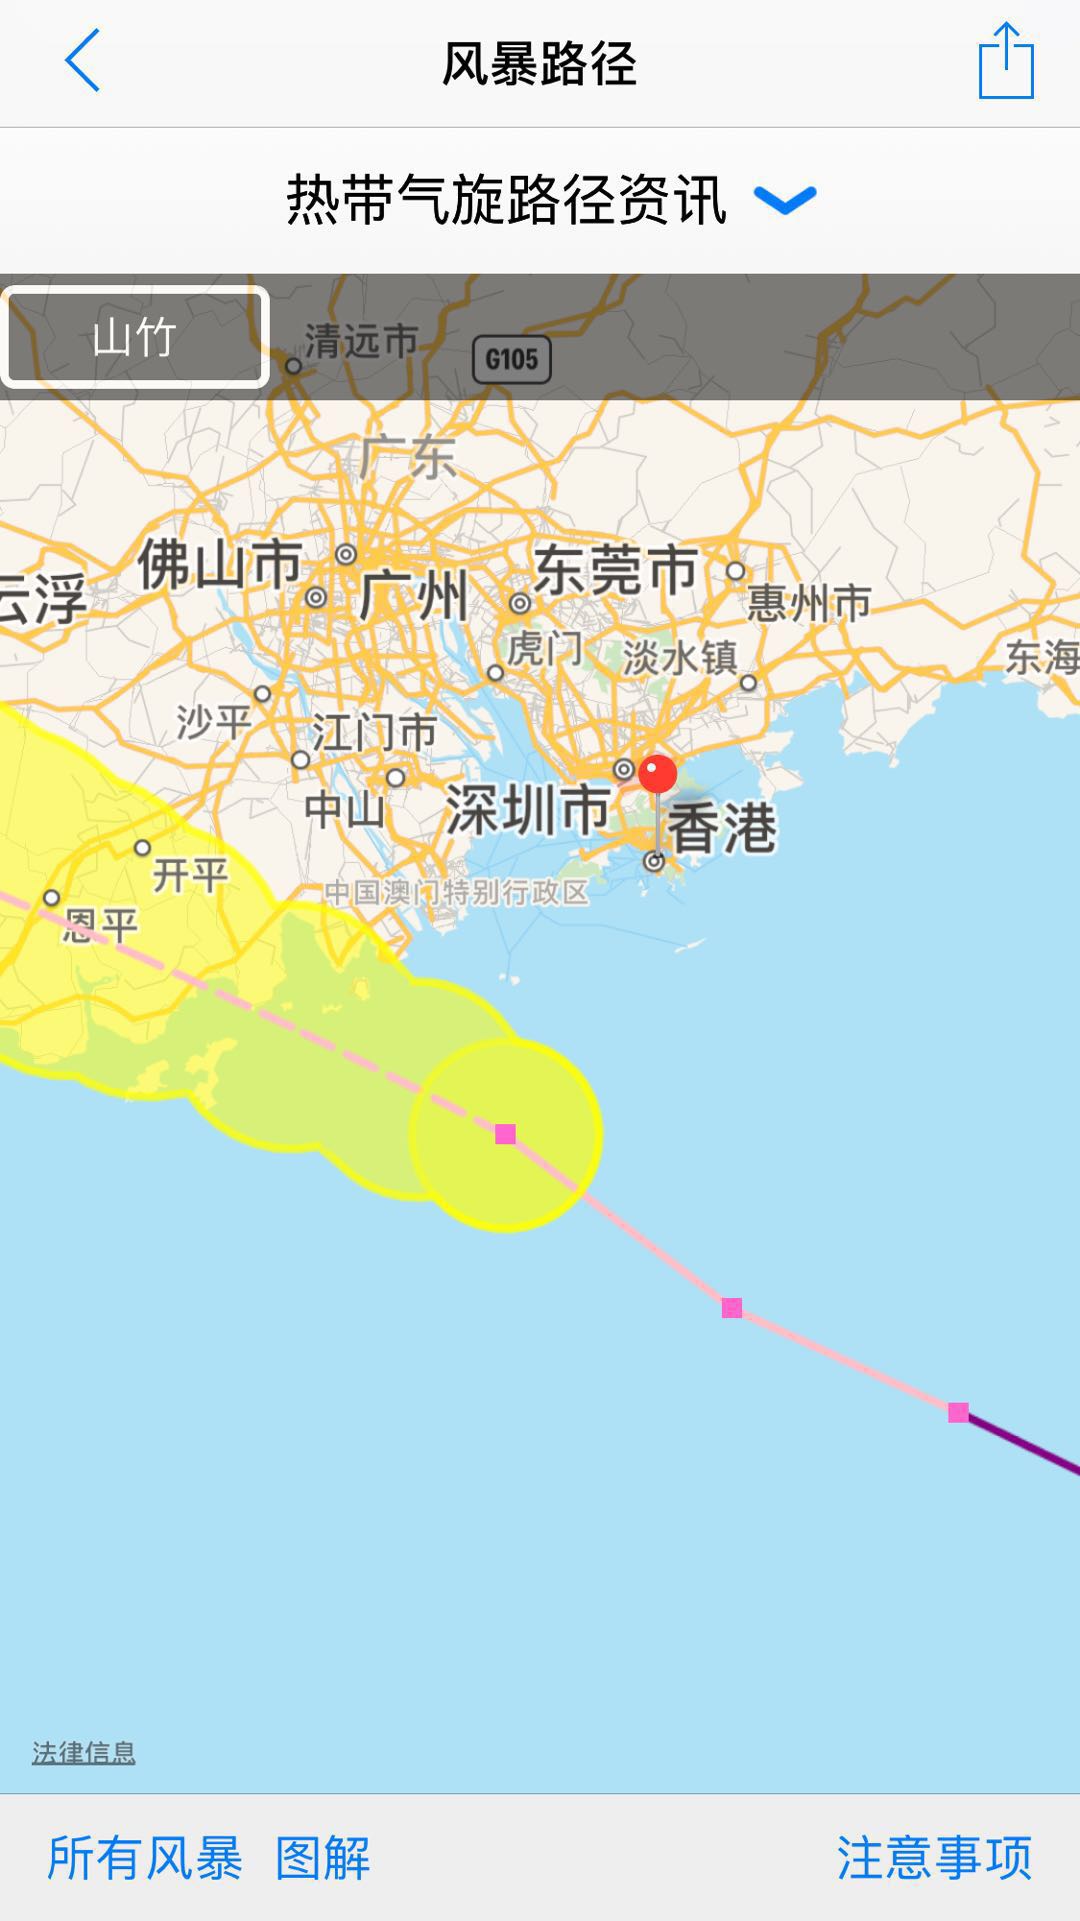 风暴路径
热带气旋路径资讯
山竹
清远市
G105
广东
佛山市
东莞市
云浮
广州
惠州市
虎门
淡水镇
东海
沙平
江门市
中山
深圳市
香港
开平
中国澳门特别行政区
恩平
法律信息
所有风暴 图解 注意事项